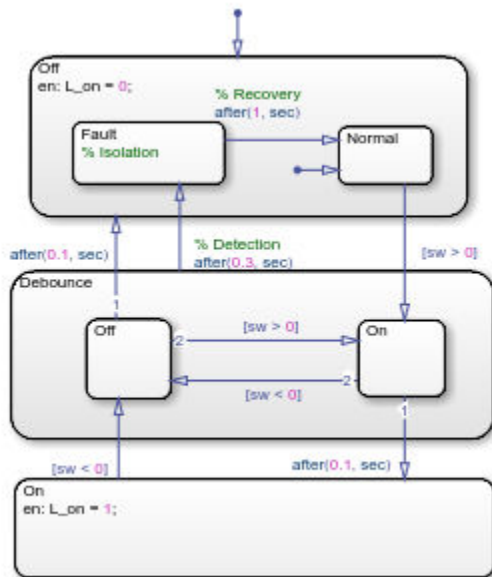 Off
en: L_on = 0;
% Recovery
after(1, sec)
Fault
% Isolation
Normal
after(0.1, sec)
% Detection
after(0.3, sec)
[sw > 0]
Debounce
1
Off
2
[sw > 0]
On
[sw < 0]
2
1
[sw < 0]
after(0.1, sec)
On
en: L_on = 1;